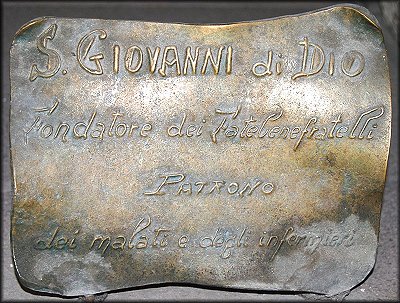 S. GIOVANNI di DIO
Fondatore dei Fatebenefratelli
PATRONO
dei malati e degli infermieri